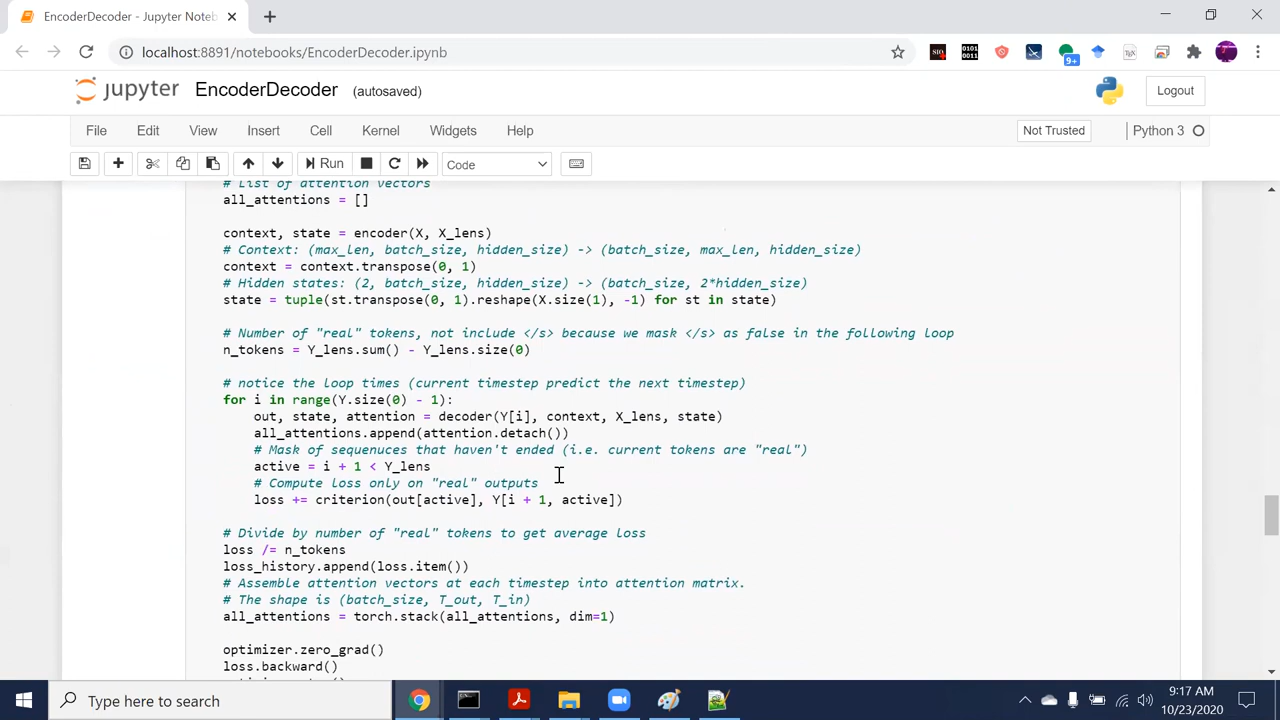 EncoderDecoder - Jupyter Noteb
localhost:8891/notebooks/EncoderDecoder.ipynb
9+
jupyter EncoderDecoder (autosaved)
Logout
File Edit View Insert Cell Kernel Widgets Help
Not Trusted
Python 3
Run
Code
# List of attention vectors
all_attentions = []
context, state = encoder(X, X_lens)
# Context: (max_len, batch_size, hidden_size) -> (batch_size, max_len, hidden_size)
context = context.transpose(0, 1)
# Hidden states: (2, batch_size, hidden_size) -> (batch_size, 2*hidden_size)
state = tuple(st.transpose(0, 1).reshape(X.size(1), -1) for st in state)
# Number of "real" tokens, not include </s> because we mask </s> as false in the following loop
n_tokens = Y_lens.sum() - Y_lens.size(0)
# notice the loop times (current timestep predict the next timestep)
for i in range(Y.size(0) - 1):
out, state, attention = decoder(Y[i], context, X_lens, state)
all_attentions.append(attention.detach())
# Mask of sequenuces that haven't ended (i.e. current tokens are "real")
active = i + 1 < Y_lens
# Compute loss only on "real" outputs
loss += criterion(out[active], Y[i + 1, active])
# Divide by number of "real" tokens to get average loss
loss /= n_tokens
loss_history.append(loss.item())
# Assemble attention vectors at each timestep into attention matrix.
# The shape is (batch_size, T_out, T_in)
all_attentions = torch.stack(all_attentions, dim=1)
optimizer.zero_grad()
loss.backward()
Type here to search
9:17 AM
10/23/2020